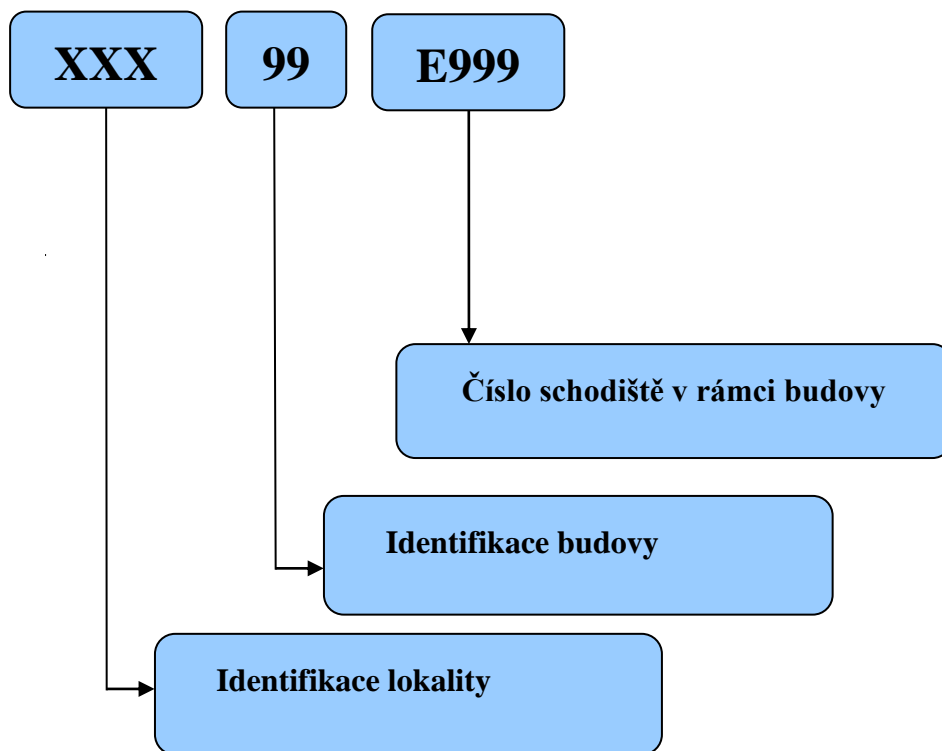 XXX 99 E999
Číslo schodiště v rámci budovy
Identifikace budovy
Identifikace lokality